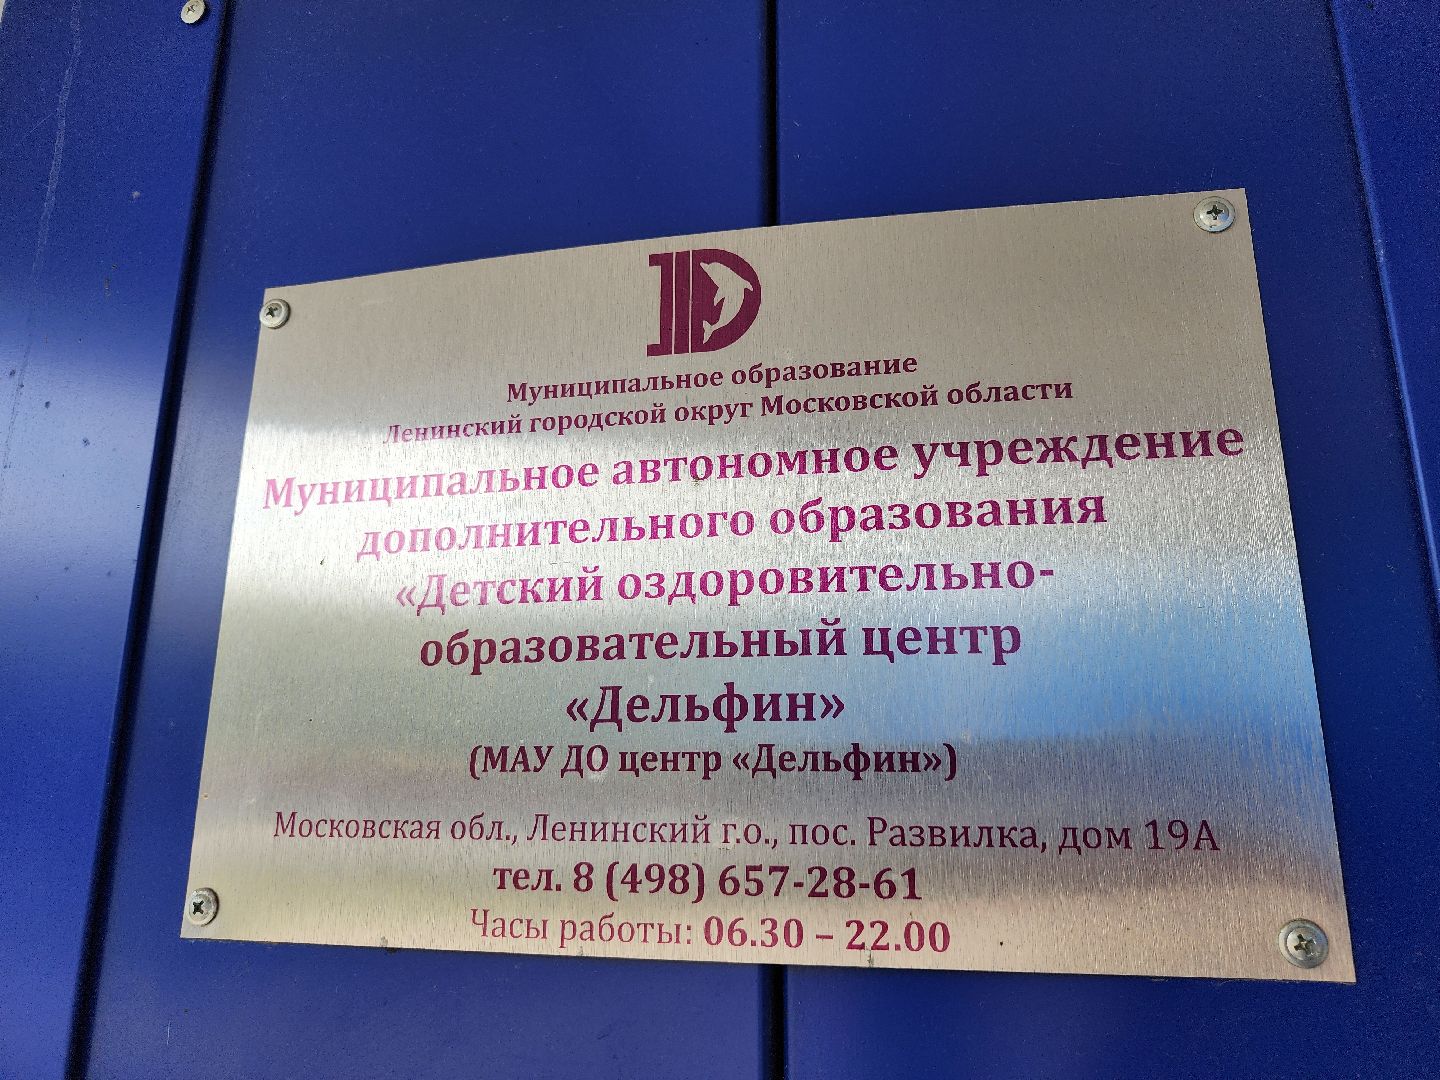 Муниципальное образование
Ленинский городской округ Московской области
Муниципальное автономное учреждение
дополнительного образования
«Детский оздоровительно-
образовательный центр
«Дельфин»
(МАУ ДО центр «Дельфин»)
Московская обл., Ленинский г.о., пос. Развилка, дом 19А
тел. 8 (498) 657-28-61
Часы работы: 06.30 – 22.00